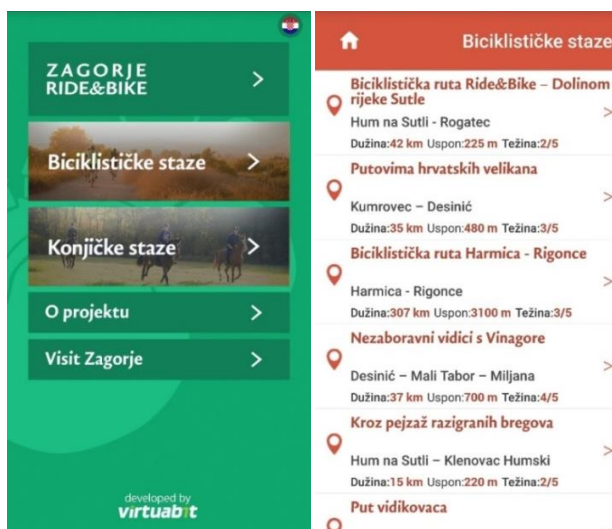 ZAGORJE
RIDE&BIKE
Biciklističke staze
Konjičke staze
O projektu
Visit Zagorje
developed by
virtuabit
Biciklističke staze
Biciklistička ruta Ride&Bike – Dolinom
rijeke Sutle
Hum na Sutli - Rogatec
Dužina:42 km Uspon:225 m Težina:2/5
Putovima hrvatskih velikana
Kumrovec – Desinić
Dužina:35 km Uspon:480 m Težina:3/5
Biciklistička ruta Harmica - Rigonce
Harmica - Rigonce
Dužina:307 km Uspon:3100 m Težina:3/5
Nezaboravni vidici s Vinagore
Desinić – Mali Tabor – Miljana
Dužina:37 km Uspon:700 m Težina:4/5
Kroz pejzaž razigranih bregova
Hum na Sutli – Klenovac Humski
Dužina:15 km Uspon:220 m Težina:2/5
Put vidikovaca